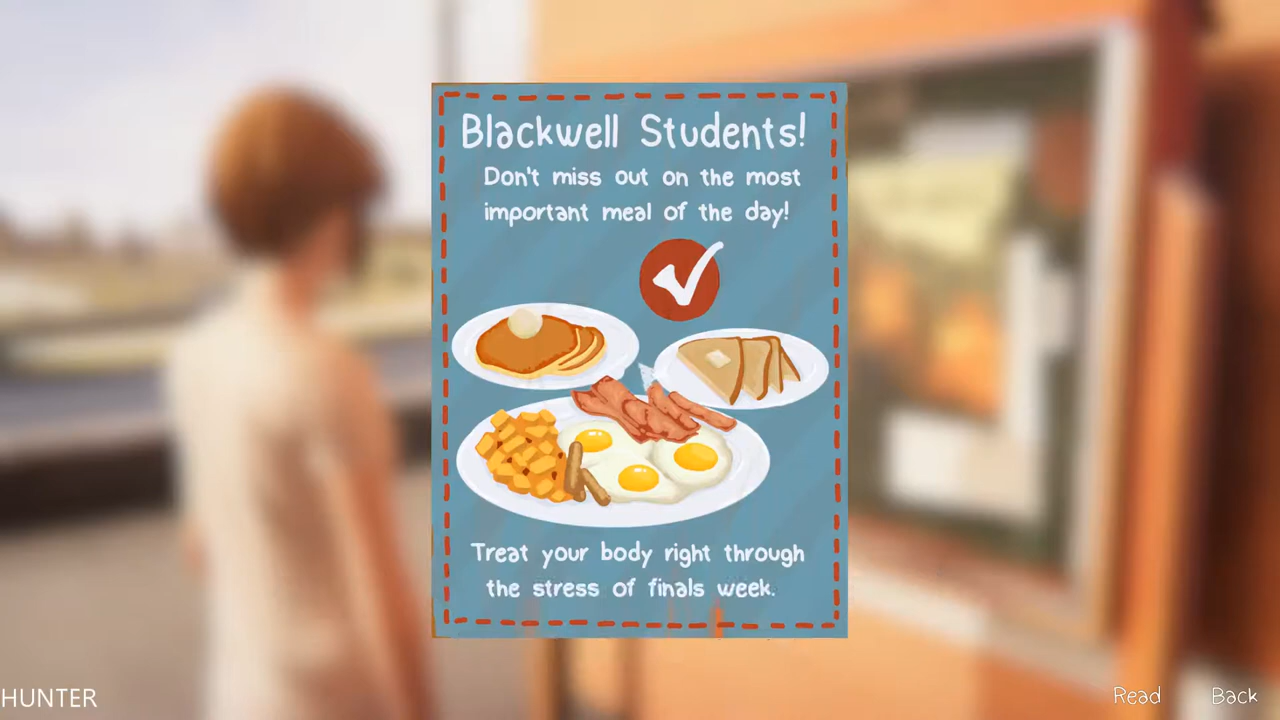 Blackwell Students!
Don't miss out on the most
important meal of the day!
Treat your body right through
the stress of finals week.
HUNTER
Read
Back